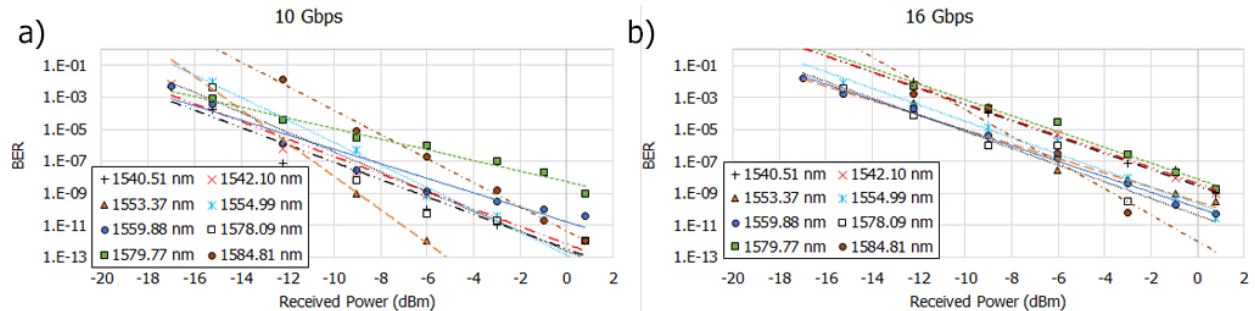 a)
10 Gbps
BER
1.E-01
1.E-03
1.E-05
1.E-07
1.E-09
1.E-11
1.E-13
1540.51 nm
1542.10 nm
1553.37 nm
1554.99 nm
1559.88 nm
1578.09 nm
1579.77 nm
1584.81 nm
-20 -18 -16 -14 -12 -10 -8 -6 -4 -2 0 2
Received Power (dBm)
b)
16 Gbps
BER
1.E-01
1.E-03
1.E-05
1.E-07
1.E-09
1.E-11
1.E-13
1540.51 nm
1542.10 nm
1553.37 nm
1554.99 nm
1559.88 nm
1578.09 nm
1579.77 nm
1584.81 nm
-20 -18 -16 -14 -12 -10 -8 -6 -4 -2 0 2
Received Power (dBm)